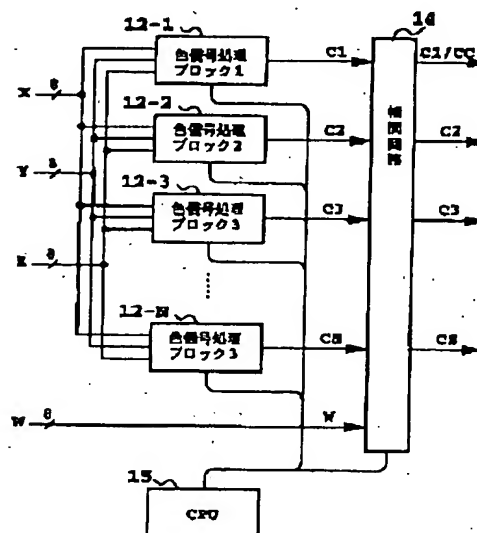 12-1
14
色信号処理
ブロック1
C1
C1/CC
X 8
12-2
色信号処理
ブロック2
C2
C2
Y 8
12-3
色信号処理
ブロック3
C3
C3
8
12-N
色信号処理
ブロック3
CN
CN
W 8
W
15
CPU